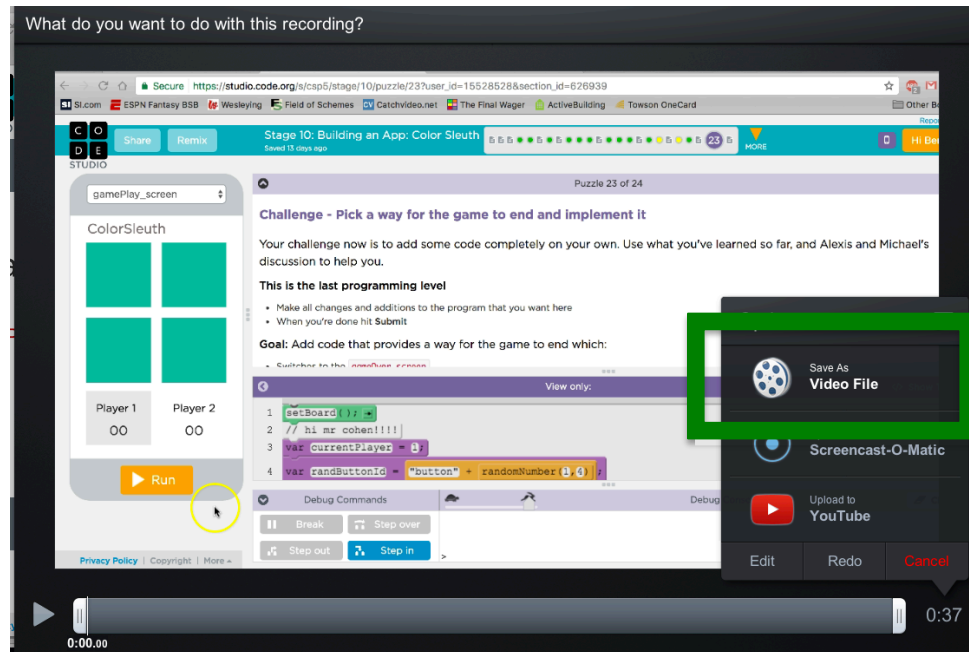 What do you want to do with this recording?
Secure https://studio.code.org/s/csp5/stage/10/puzzle/23?user_id=15528528&section_id=626939
SI SI.com ESPN Fantasy BSB Wesleying Field of Schemes CV Catchvideo.net The Final Wager ActiveBuilding Towson OneCard Other Bo
Repor
C O
D E
STUDIO
Share Remix
Stage 10: Building an App: Color Sleuth
Saved 13 days ago
23
MORE
Hi Be
gamePlay_screen
Puzzle 23 of 24
ColorSleuth
Challenge - Pick a way for the game to end and implement it
Your challenge now is to add some code completely on your own. Use what you've learned so far, and Alexis and Michael's
discussion to help you.
This is the last programming level
• Make all changes and additions to the program that you want here
• When you're done hit Submit
Goal: Add code that provides a way for the game to end which:
• Switches to the gameOver_screen
View only:
Player 1 Player 2
00 00
Run
1 setBoard();
2 // hi mr cohen!!!!
3 var currentPlayer = 1;
4 var randButtonId = "button" + randomNumber(1,4);
Debug Commands
Debug
Break Step over
Step out Step in
>
Privacy Policy | Copyright | More
Save As
Video File
Screencast-O-Matic
Upload to
YouTube
Edit Redo Cancel
0:37
0:00.00